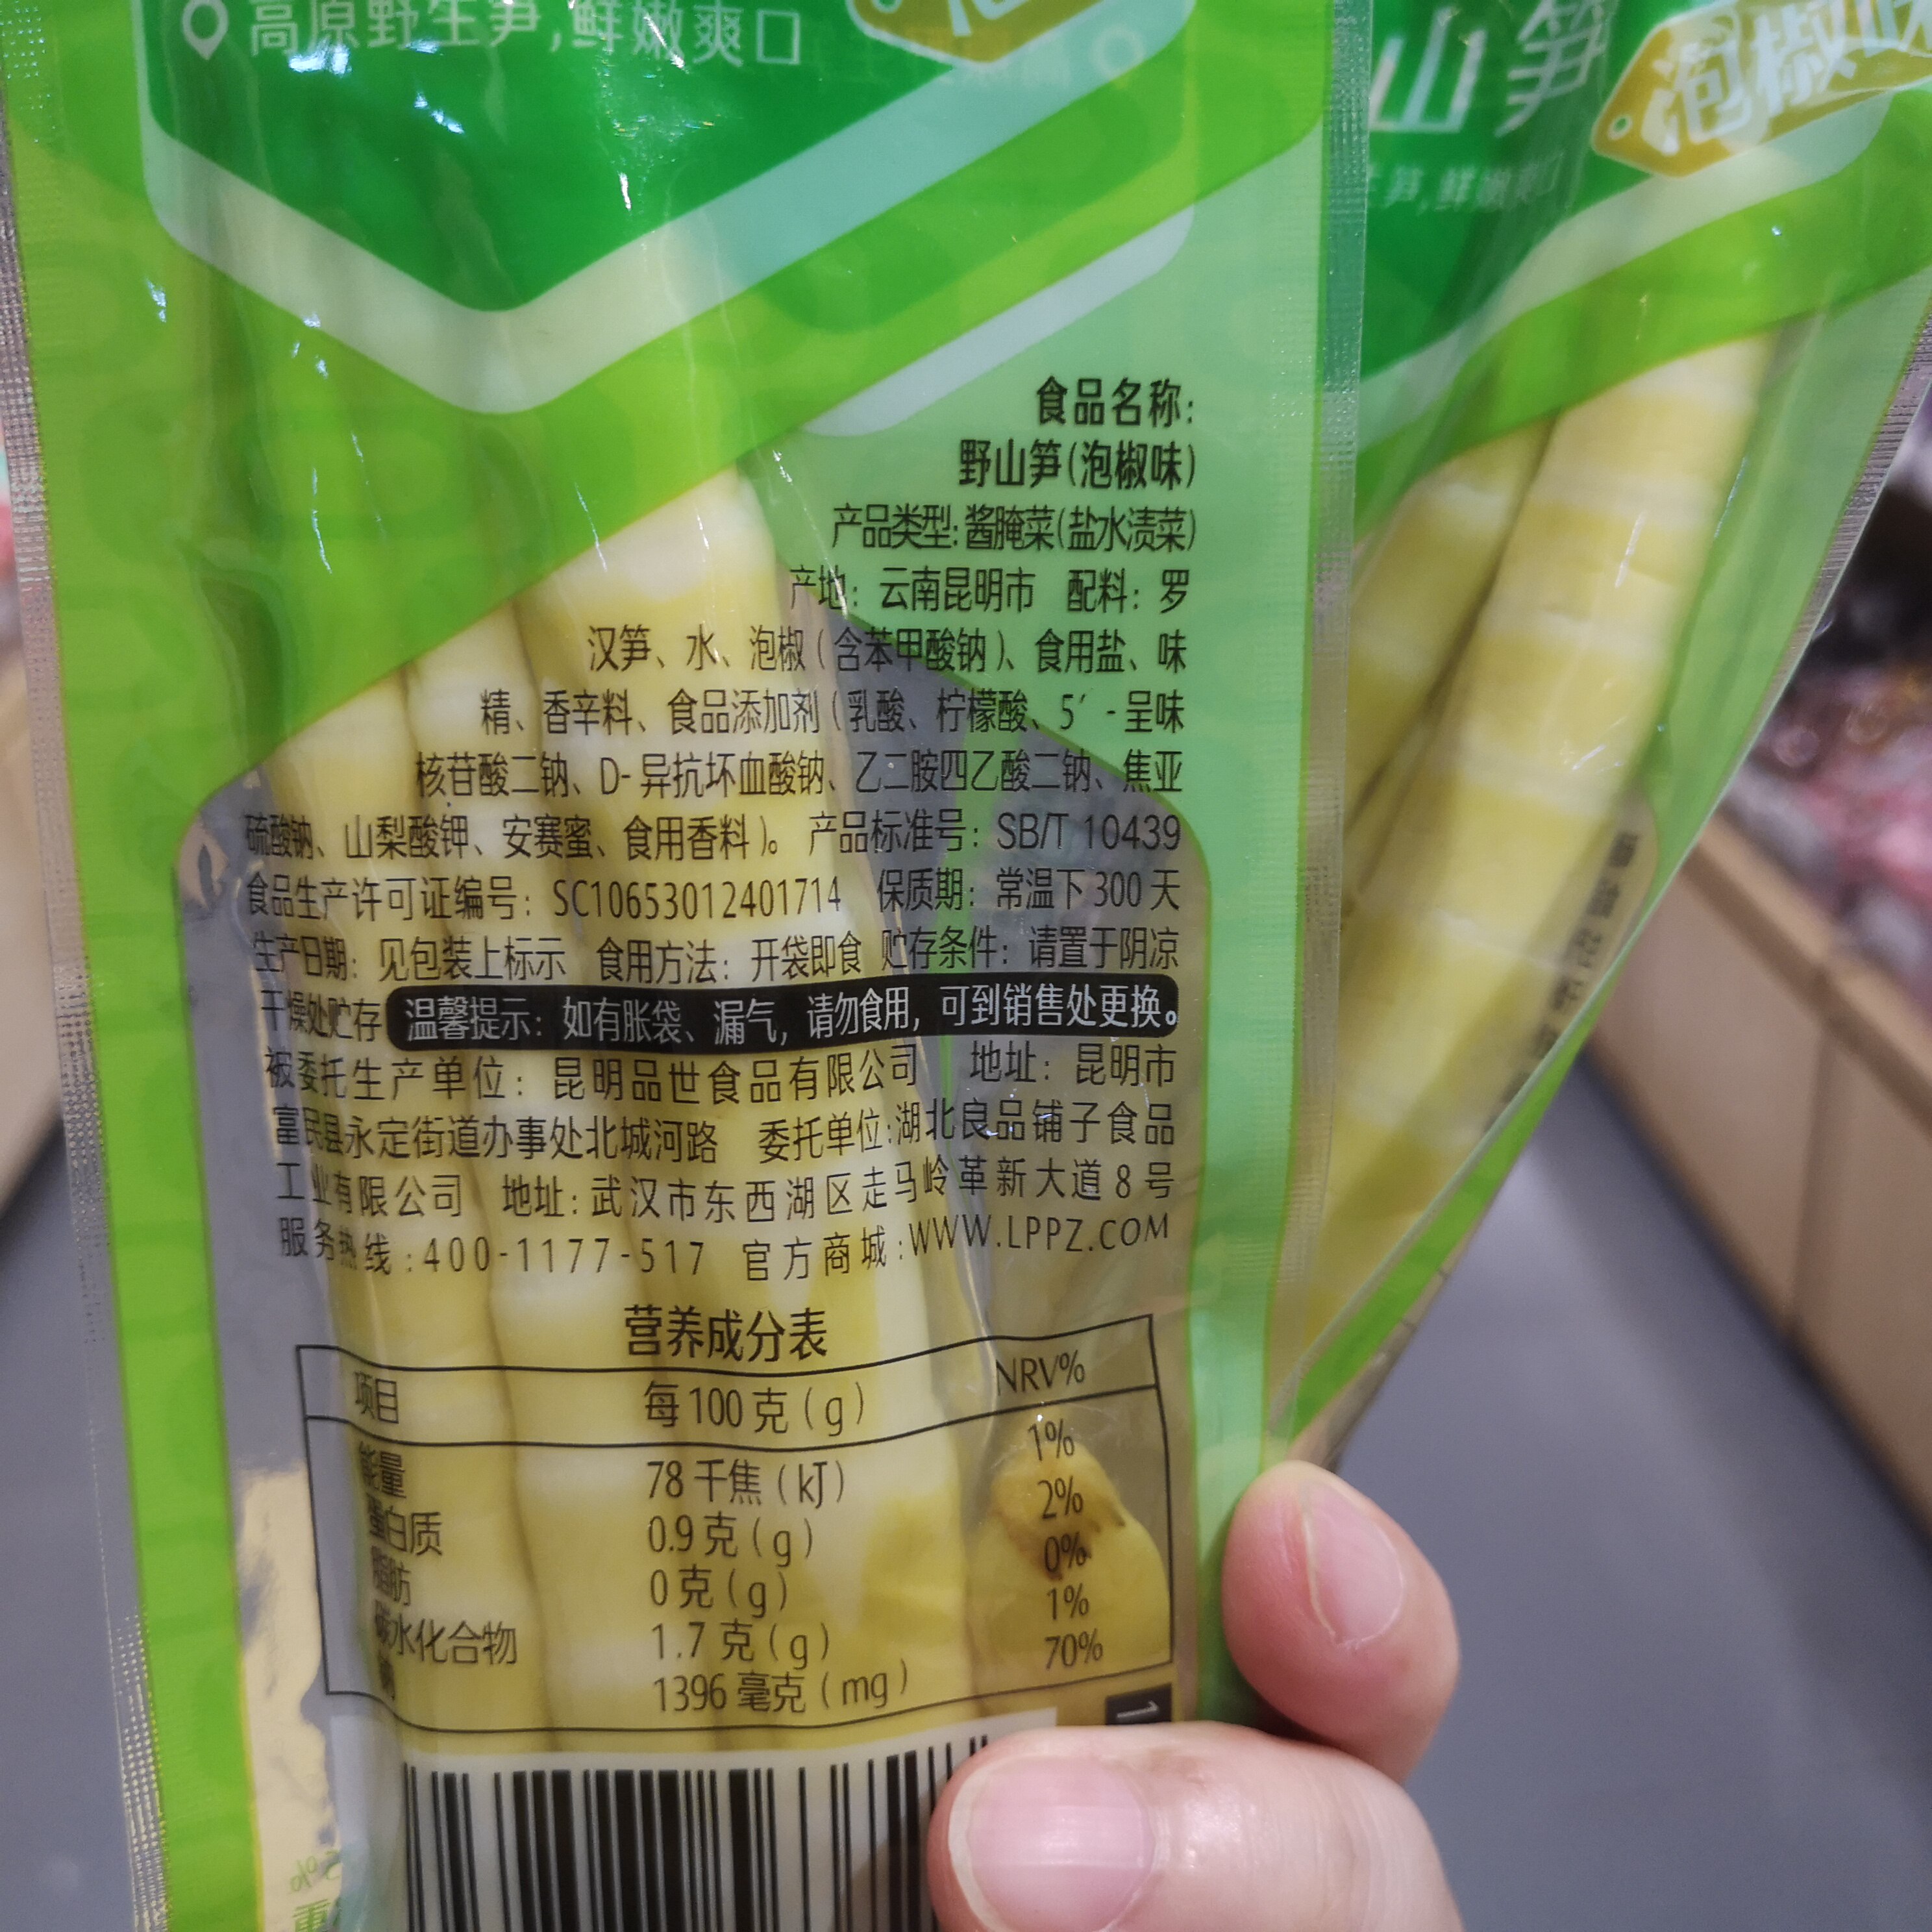 高原野生笋,鲜嫩爽口
山笋
泡椒味
笋,鲜嫩爽口
食品名称:
野山笋(泡椒味)
产品类型:酱腌菜(盐水渍菜)
产地：云南昆明市 配料：罗
汉笋、水、泡椒（含苯甲酸钠）、食用盐、味
精、香辛料、食品添加剂（乳酸、柠檬酸、5′-呈味
核苷酸二钠、D-异抗坏血酸钠、乙二胺四乙酸二钠、焦亚
硫酸钠、山梨酸钾、安赛蜜、食用香料）。 产品标准号：SB/T 10439
食品生产许可证编号：SC10653012401714 保质期：常温下300天
生产日期：见包装上标示 食用方法：开袋即食 贮存条件：请置于阴凉
干燥处贮存 温馨提示：如有胀袋、漏气，请勿食用，可到销售处更换。
被委托生产单位：昆明品世食品有限公司 地址：昆明市
富民县永定街道办事处北城河路 委托单位:湖北良品铺子食品
工业有限公司 地址:武汉市东西湖区走马岭革新大道8号
服务热线:400-1177-517 官方商城:WWW.LPPZ.COM
营养成分表
项目 每100克(g) NRV%
能量 78千焦(kJ) 1%
蛋白质 0.9克(g) 2%
脂肪 0克(g) 0%
碳水化合物 1.7克(g) 1%
钠 1396毫克(mg) 70%